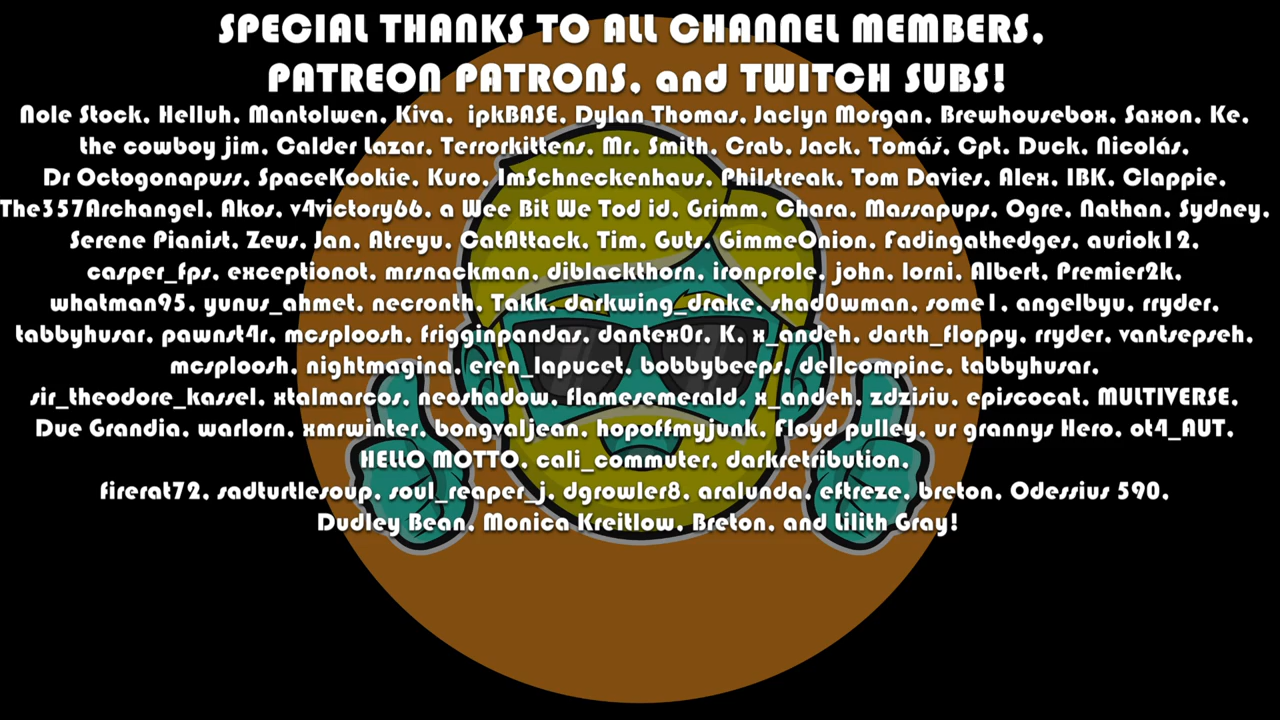 SPECIAL THANKS TO ALL CHANNEL MEMBERS,
PATREON PATRONS, and TWITCH SUBS!
Nole Stock, Helluh, Mantolwen, Kiva, ipkBASE, Dylan Thomas, Jaclyn Morgan, Brewhousebox, Saxon, Ke,
the cowboy jim, Calder Lazar, Terrorkittens, Mr. Smith, Crab, Jack, Tomáš, Cpt. Duck, Nicolás,
Dr Octogonapuss, SpaceKookie, Kuro, ImSchneckenhaus, Philstreak, Tom Davies, Alex, IBK, Clappie,
The357Archangel, Akos, v4victory66, a Wee Bit We Tod id, Grimm, Chara, Massapups, Ogre, Nathan, Sydney,
Serene Pianist, Zeus, Jan, Atreyu, CatAttack, Tim, Guts, GimmeOnion, Fadingathedges, auriok12,
casper_fps, exceptionot, mrsnackman, diblackthorn, ironprole, john, lorni, Albert, Premier2k,
whatman95, yunus_ahmet, necronth, Takk, darkwing_drake, shad0wman, some1, angelbyu, rryder,
tabbyhusar, pawnst4r, mcsploosh, frigginpandas, dantex0r, K, x_andeh, darth_floppy, rryder, vantsepseh,
mcsploosh, nightmagina, eren_lapucet, bobbybeeps, dellcompinc, tabbyhusar,
sir_theodore_kassel, xtalmarcos, neoshadow, flamesemerald, x_andeh, zdzisiu, episcocat, MULTIVERSE,
Due Grandia, warlorn, xmrwinter, bongvaljean, hopoffmyjunk, Floyd pulley, ur grannys Hero, ot4_AUT,
HELLO MOTTO, cali_commuter, darkretribution,
firerat72, sadturtlesoup, soul_reaper_j, dgrowler8, aralunda, eftreze, breton, Odessius 590,
Dudley Bean, Monica Kreitlow, Breton, and Lilith Gray!